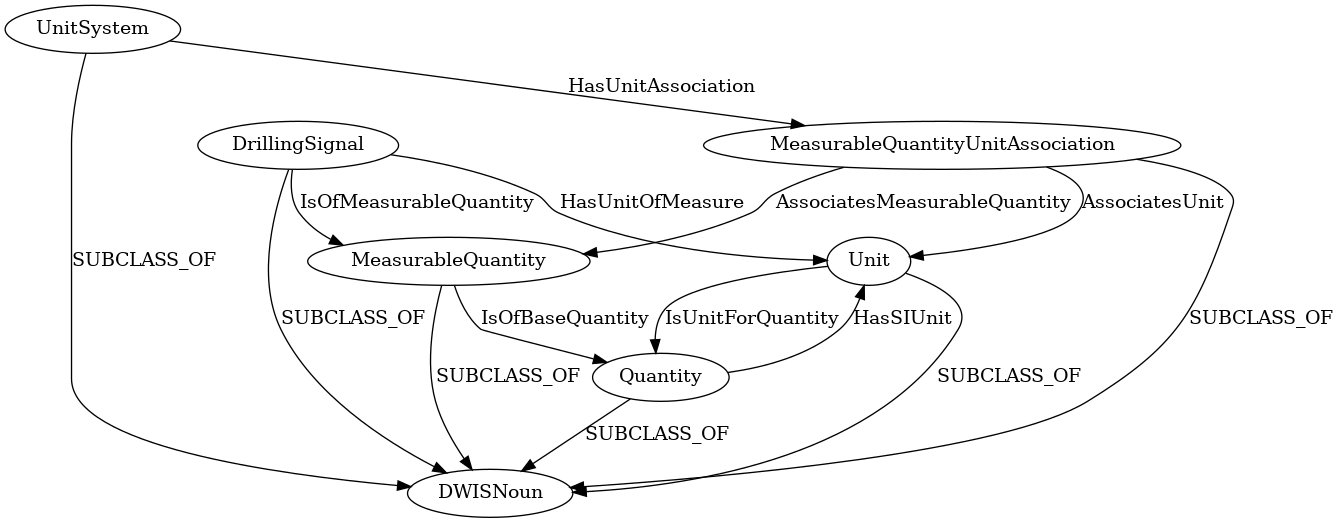 UnitSystem
HasUnitAssociation
DrillingSignal
MeasurableQuantityUnitAssociation
IsOfMeasurableQuantity
HasUnitOfMeasure
AssociatesMeasurableQuantity
AssociatesUnit
SUBCLASS_OF
MeasurableQuantity
Unit
SUBCLASS_OF
IsOfBaseQuantity
IsUnitForQuantity
HasSIUnit
SUBCLASS_OF
SUBCLASS_OF
Quantity
SUBCLASS_OF
SUBCLASS_OF
DWISNoun